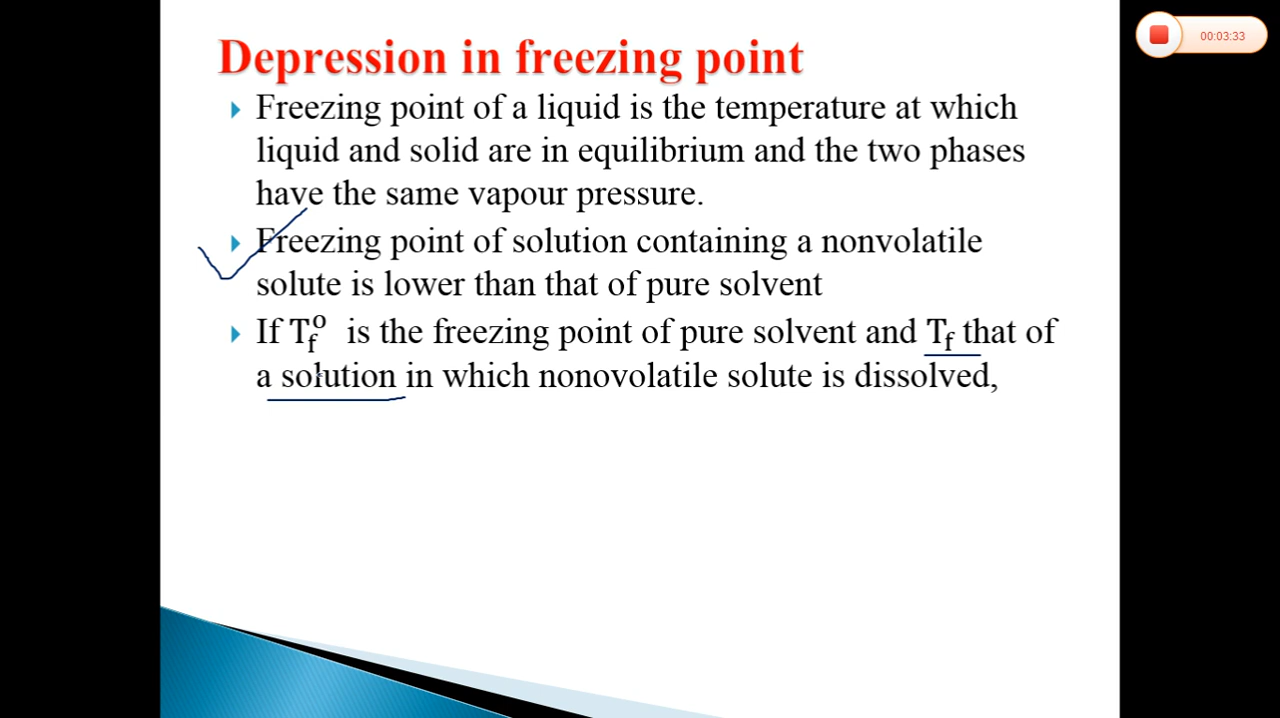 00:03:33
Depression in freezing point
Freezing point of a liquid is the temperature at which
liquid and solid are in equilibrium and the two phases
have the same vapour pressure.
Freezing point of solution containing a nonvolatile
solute is lower than that of pure solvent
If T°f is the freezing point of pure solvent and Tf that of
a solution in which nonovolatile solute is dissolved,